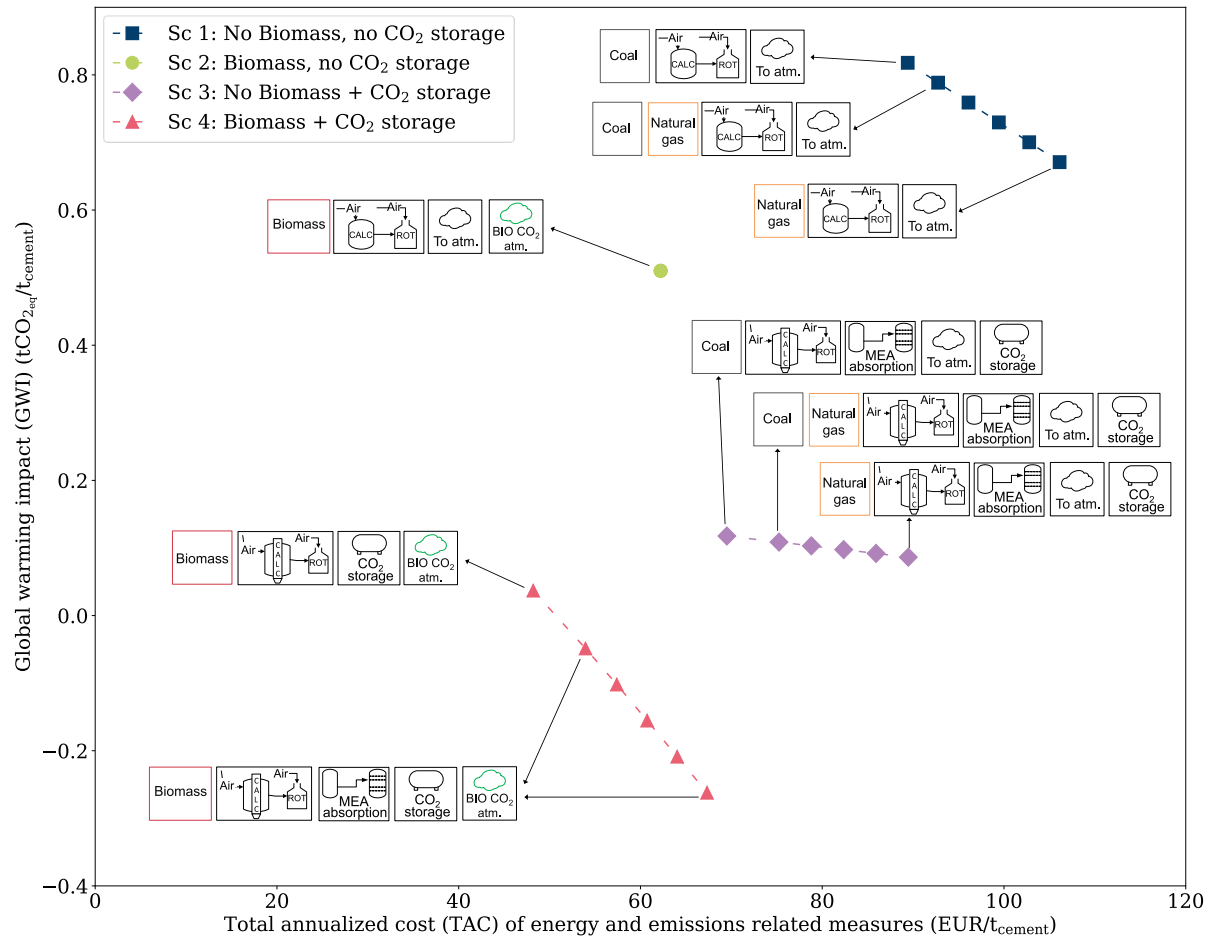 Sc 1: No Biomass, no CO₂ storage
Sc 2: Biomass, no CO₂ storage
Sc 3: No Biomass + CO₂ storage
Sc 4: Biomass + CO₂ storage
Coal
Air
Air
CALC
ROT
To atm.
Coal
Natural gas
Air
Air
CALC
ROT
To atm.
Natural gas
Air
Air
CALC
ROT
To atm.
Biomass
Air
Air
CALC
ROT
To atm.
BIO CO₂ atm.
Coal
Air
CALC
Air
ROT
MEA absorption
To atm.
CO₂ storage
Coal
Natural gas
Air
CALC
Air
ROT
MEA absorption
To atm.
CO₂ storage
Natural gas
Air
CALC
Air
ROT
MEA absorption
To atm.
CO₂ storage
Biomass
Air
CALC
Air
ROT
CO₂ storage
BIO CO₂ atm.
Biomass
Air
CALC
Air
ROT
MEA absorption
CO₂ storage
BIO CO₂ atm.
Global warming impact (GWI) (tCO₂ₑq/t_cement)
0.8
0.6
0.4
0.2
0.0
−0.2
−0.4
0 20 40 60 80 100 120
Total annualized cost (TAC) of energy and emissions related measures (EUR/t_cement)